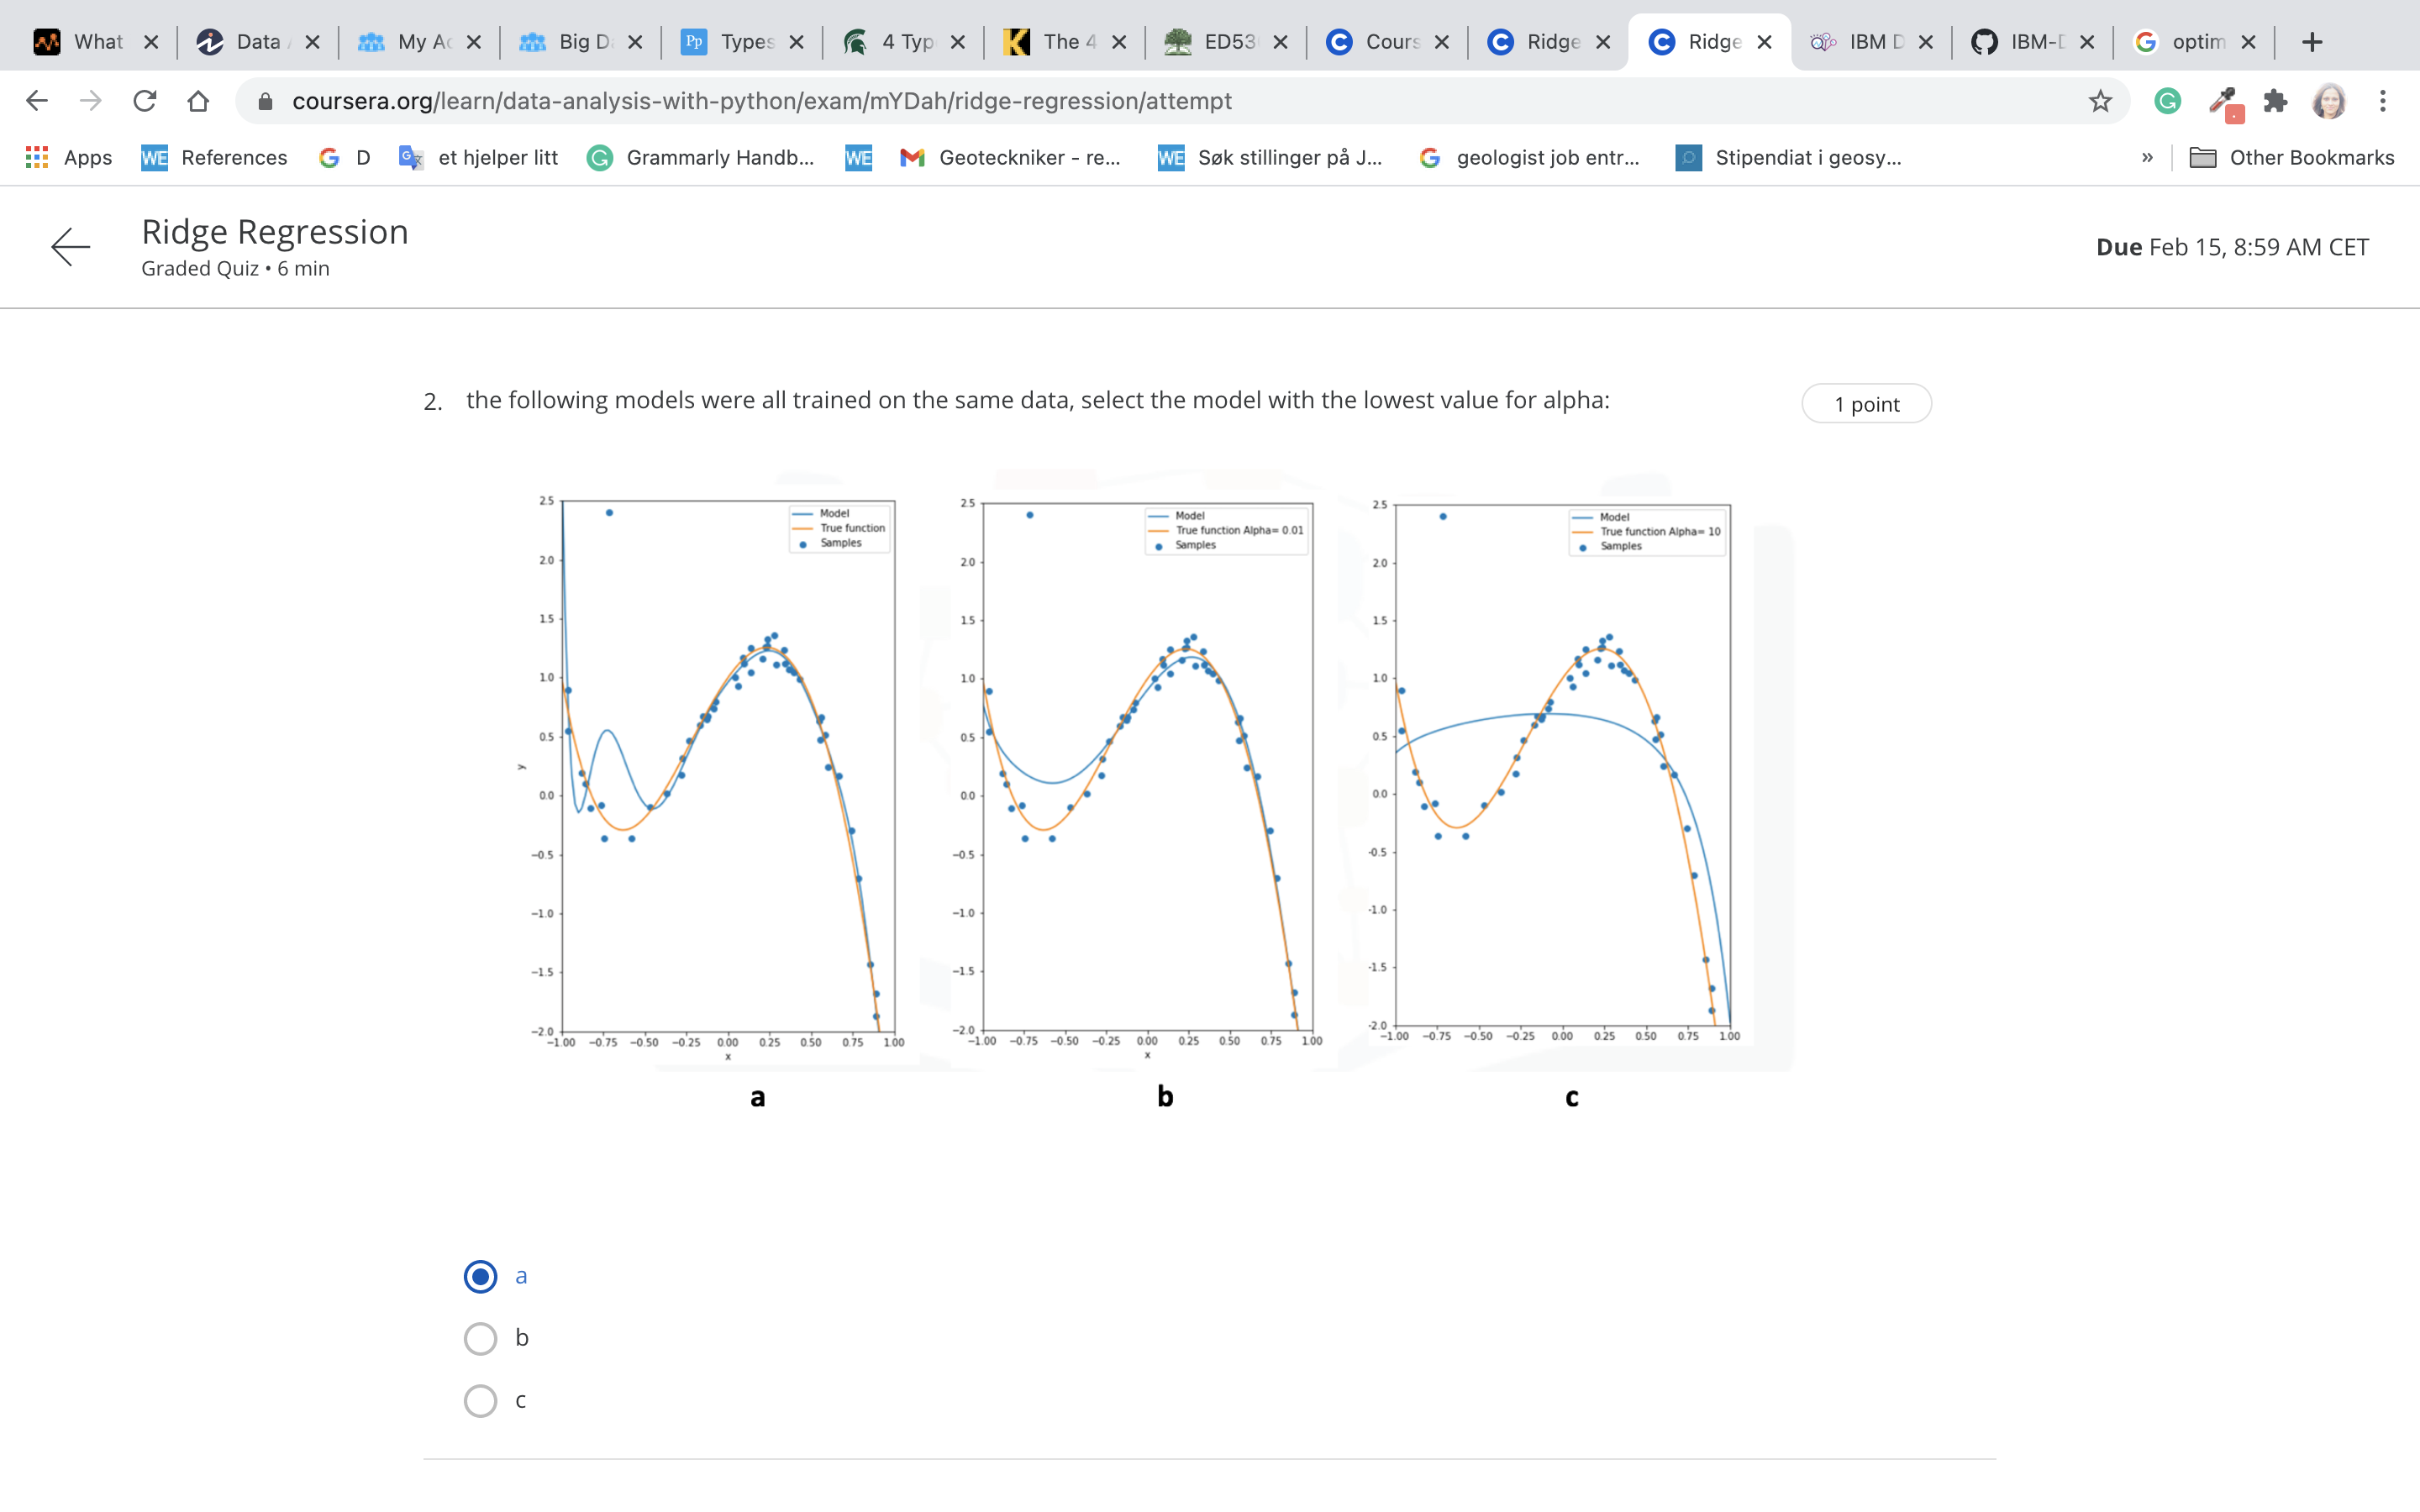 What
Data
My Ac
Big D
Types
4 Typ
The 4
ED53
Cours
Ridge
Ridge
IBM D
IBM-D
optim
coursera.org/learn/data-analysis-with-python/exam/mYDah/ridge-regression/attempt
Apps
WE References
G D
et hjelper litt
Grammarly Handb...
WE
Geoteckniker - re...
WE Søk stillinger på J...
geologist job entr...
Stipendiat i geosy...
»
Other Bookmarks
Ridge Regression
Graded Quiz • 6 min
Due Feb 15, 8:59 AM CET
2. the following models were all trained on the same data, select the model with the lowest value for alpha:
1 point
Model
True function
Samples
2.5
2.0
1.5
1.0
0.5
0.0
−0.5
−1.0
−1.5
−2.0
y
−1.00 −0.75 −0.50 −0.25 0.00 0.25 0.50 0.75 1.00
x
a
Model
True function Alpha= 0.01
Samples
2.5
2.0
1.5
1.0
0.5
0.0
−0.5
−1.0
−1.5
−2.0
−1.00 −0.75 −0.50 −0.25 0.00 0.25 0.50 0.75 1.00
x
b
Model
True function Alpha= 10
Samples
2.5
2.0
1.5
1.0
0.5
0.0
-0.5
-1.0
-1.5
-2.0
−1.00 −0.75 −0.50 −0.25 0.00 0.25 0.50 0.75 1.00
c
a
b
c